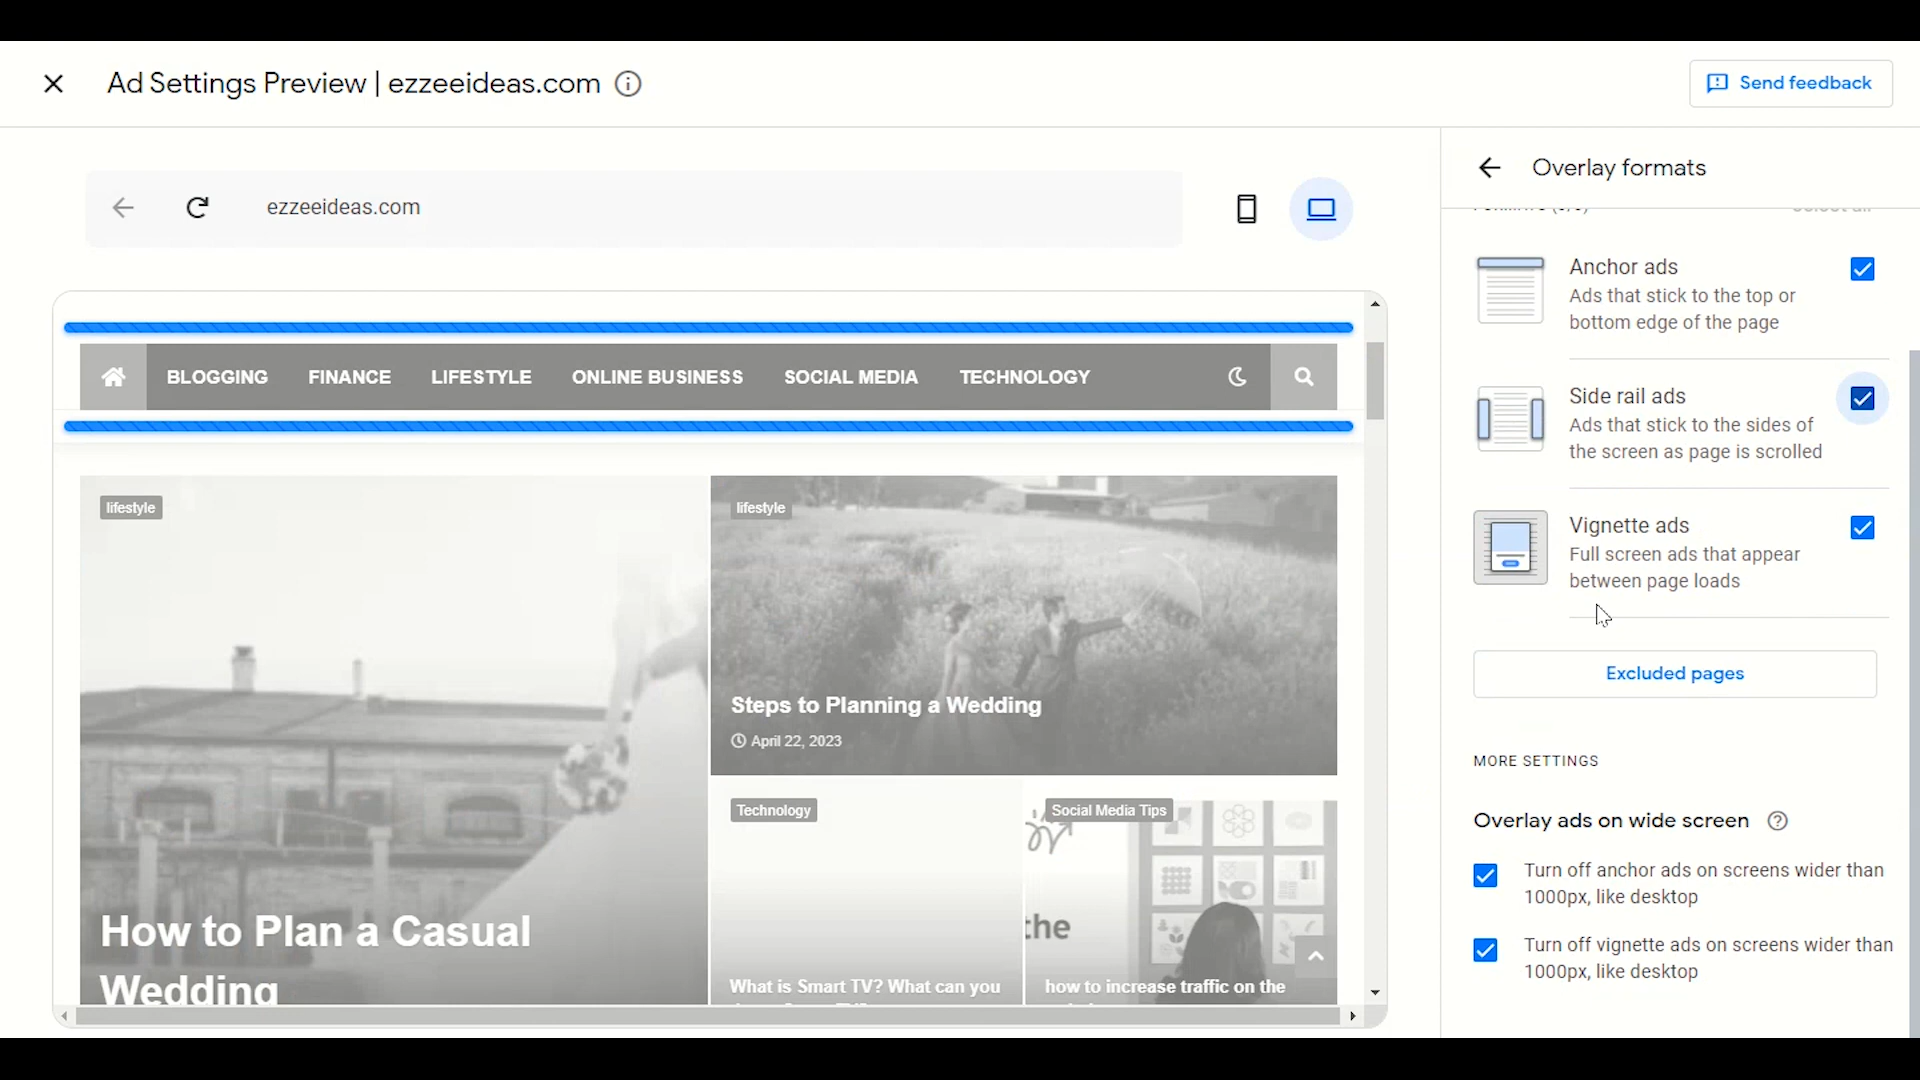 Ad Settings Preview | ezzeeideas.com
Send feedback
ezzeeideas.com
BLOGGING FINANCE LIFESTYLE ONLINE BUSINESS SOCIAL MEDIA TECHNOLOGY
lifestyle
How to Plan a Casual
Wedding
lifestyle
Steps to Planning a Wedding
April 22, 2023
Technology
What is Smart TV? What can you
Social Media Tips
the
how to increase traffic on the
Overlay formats
Anchor ads
Ads that stick to the top or
bottom edge of the page
Side rail ads
Ads that stick to the sides of
the screen as page is scrolled
Vignette ads
Full screen ads that appear
between page loads
Excluded pages
MORE SETTINGS
Overlay ads on wide screen
Turn off anchor ads on screens wider than
1000px, like desktop
Turn off vignette ads on screens wider than
1000px, like desktop